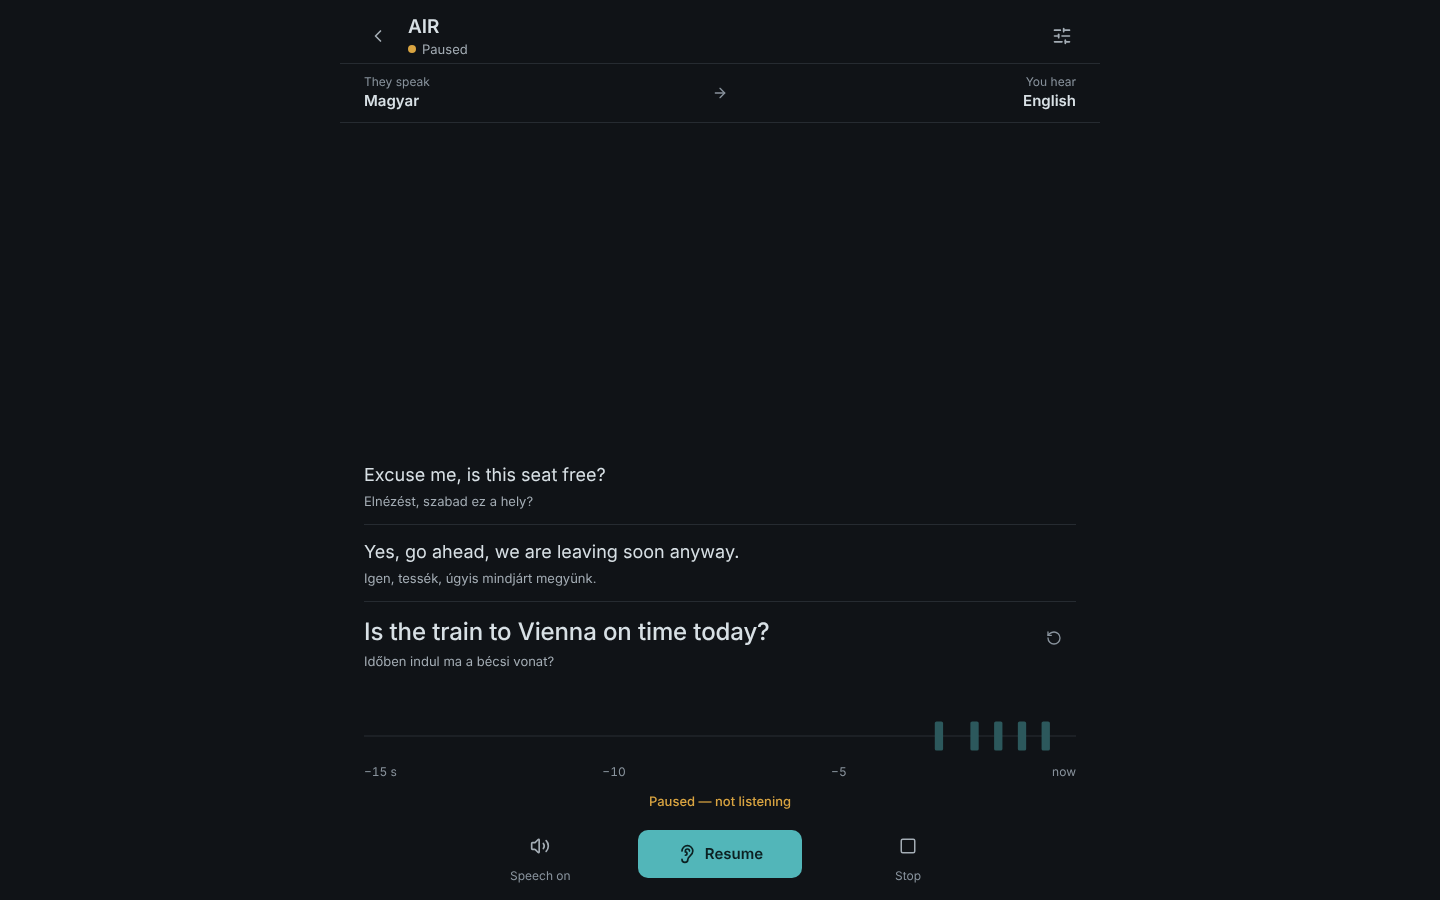 AIR
Paused
They speak
Magyar
You hear
English
Excuse me, is this seat free?
Elnézést, szabad ez a hely?
Yes, go ahead, we are leaving soon anyway.
Igen, tessék, úgyis mindjárt megyünk.
Is the train to Vienna on time today?
Időben indul ma a bécsi vonat?
−15 s −10 −5 now
Paused — not listening
Speech on
Resume
Stop